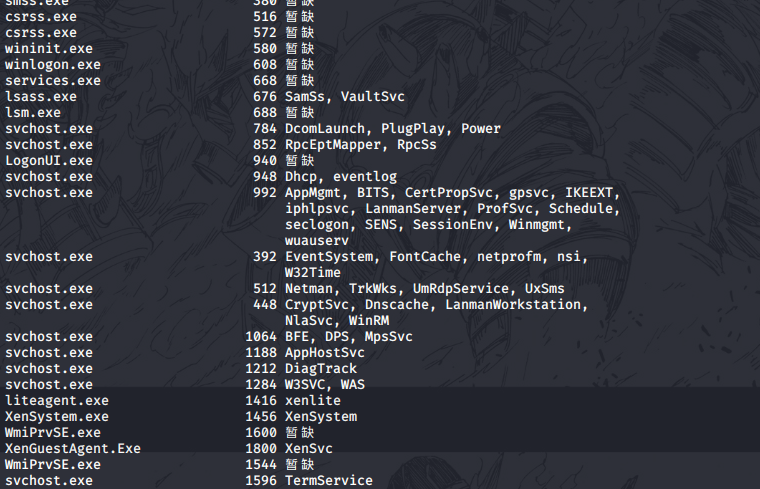 smss.exe 380 暂缺
csrss.exe 516 暂缺
csrss.exe 572 暂缺
wininit.exe 580 暂缺
winlogon.exe 608 暂缺
services.exe 668 暂缺
lsass.exe 676 SamSs, VaultSvc
lsm.exe 688 暂缺
svchost.exe 784 DcomLaunch, PlugPlay, Power
svchost.exe 852 RpcEptMapper, RpcSs
LogonUI.exe 940 暂缺
svchost.exe 948 Dhcp, eventlog
svchost.exe 992 AppMgmt, BITS, CertPropSvc, gpsvc, IKEEXT,
iphlpsvc, LanmanServer, ProfSvc, Schedule,
seclogon, SENS, SessionEnv, Winmgmt,
wuauserv
svchost.exe 392 EventSystem, FontCache, netprofm, nsi,
W32Time
svchost.exe 512 Netman, TrkWks, UmRdpService, UxSms
svchost.exe 448 CryptSvc, Dnscache, LanmanWorkstation,
NlaSvc, WinRM
svchost.exe 1064 BFE, DPS, MpsSvc
svchost.exe 1188 AppHostSvc
svchost.exe 1212 DiagTrack
svchost.exe 1284 W3SVC, WAS
liteagent.exe 1416 xenlite
XenSystem.exe 1456 XenSystem
WmiPrvSE.exe 1600 暂缺
XenGuestAgent.Exe 1800 XenSvc
WmiPrvSE.exe 1544 暂缺
svchost.exe 1596 TermService